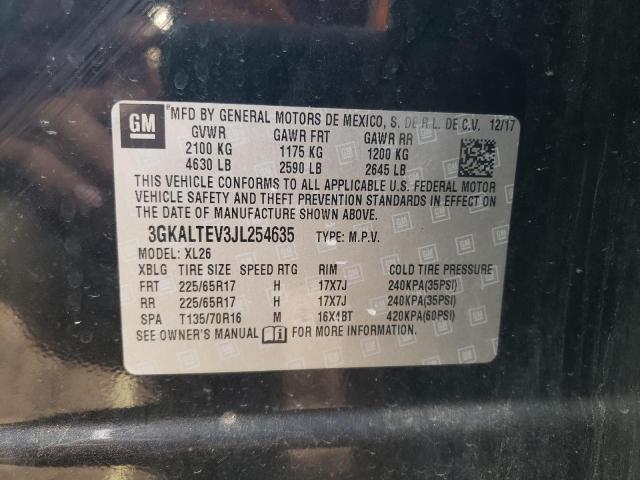 GM
MFD BY GENERAL MOTORS DE MEXICO, S. DE R.L. DE C.V. 12/17
GVWR GAWR FRT GAWR RR
2100 KG 1175 KG 1200 KG
4630 LB 2590 LB 2645 LB
THIS VEHICLE CONFORMS TO ALL APPLICABLE U.S. FEDERAL MOTOR
VEHICLE SAFETY AND THEFT PREVENTION STANDARDS IN EFFECT ON
THE DATE OF MANUFACTURE SHOWN ABOVE.
3GKALTEV3JL254635 TYPE: M.P.V.
MODEL: XL26
XBLG TIRE SIZE SPEED RTG RIM COLD TIRE PRESSURE
FRT 225/65R17 H 17X7J 240KPA(35PSI)
RR 225/65R17 H 17X7J 240KPA(35PSI)
SPA T135/70R16 M 16X4BT 420KPA(60PSI)
SEE OWNER'S MANUAL FOR MORE INFORMATION.